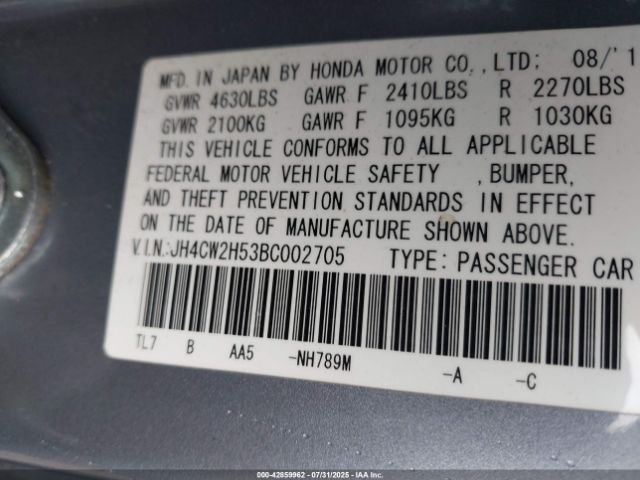 MFD. IN JAPAN BY HONDA MOTOR CO.,LTD: 08/'1
GVWR 4630LBS GAWR F 2410LBS R 2270LBS
GVWR 2100KG GAWR F 1095KG R 1030KG
THIS VEHICLE CONFORMS TO ALL APPLICABLE
FEDERAL MOTOR VEHICLE SAFETY ,BUMPER,
AND THEFT PREVENTION STANDARDS IN EFFECT
ON THE DATE OF MANUFACTURE SHOWN ABOVE.
V.I.N.:JH4CW2H53BC002705 TYPE: PASSENGER CAR
TL7 B AA5 -NH789M -A -C
000-42859962 | 07/31/2025 | Copyright IAA, LLC